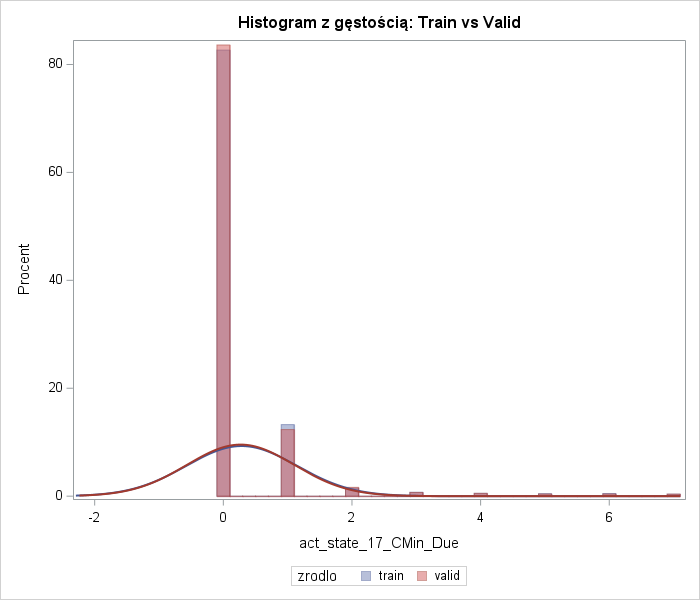 Histogram z gęstością: Train vs Valid
Procent
80
60
40
20
0
-2 0 2 4 6
act_state_17_CMin_Due
zrodlo train valid